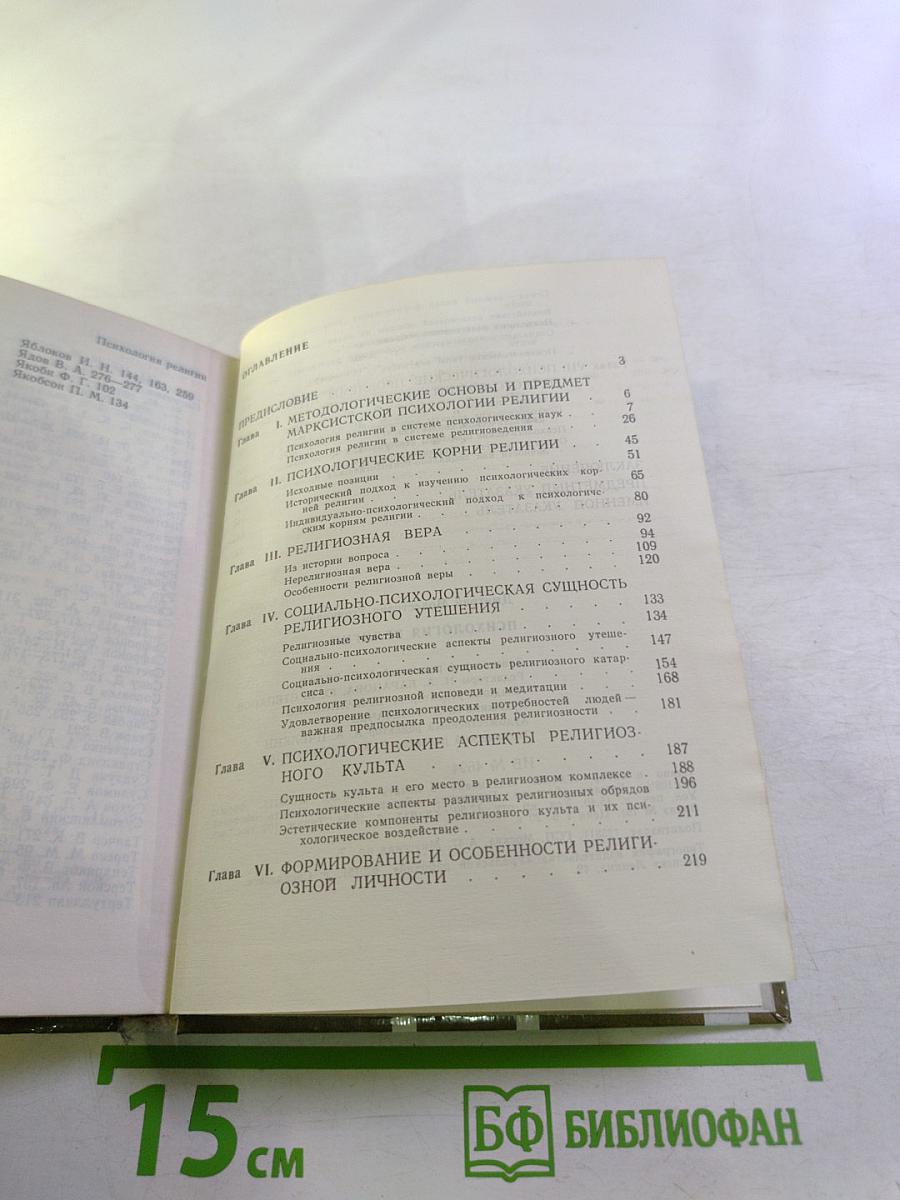 Психология религии
Яблоков И. Н. 144, 163, 259
Ядов В. А. 276—277
Якоби Ф. Г. 102
Якобсон П. М. 134
ОГЛАВЛЕНИЕ
ПРЕДИСЛОВИЕ . . . . . . . . . . 3
Глава I. МЕТОДОЛОГИЧЕСКИЕ ОСНОВЫ И ПРЕДМЕТ
МАРКСИСТСКОЙ ПСИХОЛОГИИ РЕЛИГИИ . 6
Психология религии в системе психологических наук . 7
Психология религии в системе религиоведения . . . . 26
Глава II. ПСИХОЛОГИЧЕСКИЕ КОРНИ РЕЛИГИИ . . 45
Исходные позиции . . . . . . . . . 51
Исторический подход к изучению психологических кор-
ней религии . . . . . . . . . . 65
Индивидуально-психологический подход к психологиче-
ским корням религии . . . . . . . . 80
Глава III. РЕЛИГИОЗНАЯ ВЕРА . . . . . . . 92
Из истории вопроса . . . . . . . . . 94
Нерелигиозная вера . . . . . . . . . 109
Особенности религиозной веры . . . . . . . 120
Глава IV. СОЦИАЛЬНО-ПСИХОЛОГИЧЕСКАЯ СУЩНОСТЬ
РЕЛИГИОЗНОГО УТЕШЕНИЯ . . . . . 133
Религиозные чувства . . . . . . . . . 134
Социально-психологические аспекты религиозного утеше-
ния . . . . . . . . . . . . 147
Социально-психологическая сущность религиозного катар-
сиса . . . . . . . . . . . . 154
Психология религиозной исповеди и медитации . . . 168
Удовлетворение психологических потребностей людей —
важная предпосылка преодоления религиозности . . 181
Глава V. ПСИХОЛОГИЧЕСКИЕ АСПЕКТЫ РЕЛИГИОЗ-
НОГО КУЛЬТА . . . . . . . . . 187
Сущность культа и его место в религиозном комплексе . 188
Психологические аспекты различных религиозных обрядов 196
Эстетические компоненты религиозного культа и их пси-
хологическое воздействие . . . . . . . . 211
Глава VI. ФОРМИРОВАНИЕ И ОСОБЕННОСТИ РЕЛИГИ-
ОЗНОЙ ЛИЧНОСТИ . . . . . . . . 219
15 см
БФ БИБЛИОФАН